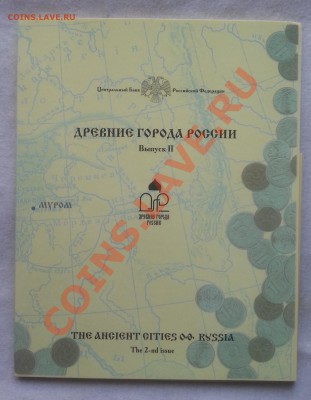 COINS.LAVE.RU
Центральный Банк Российской Федерации
ДРЕВНИЕ ГОРОДА РОССИИ
Выпуск II
МУРОМ
ДРЕВНИЕ ГОРОДА
РОССИИ
COINS.LAVE.RU
THE ANCIENT CITIES OF RUSSIA
The 2-nd issue
COINS.LAVE.RU